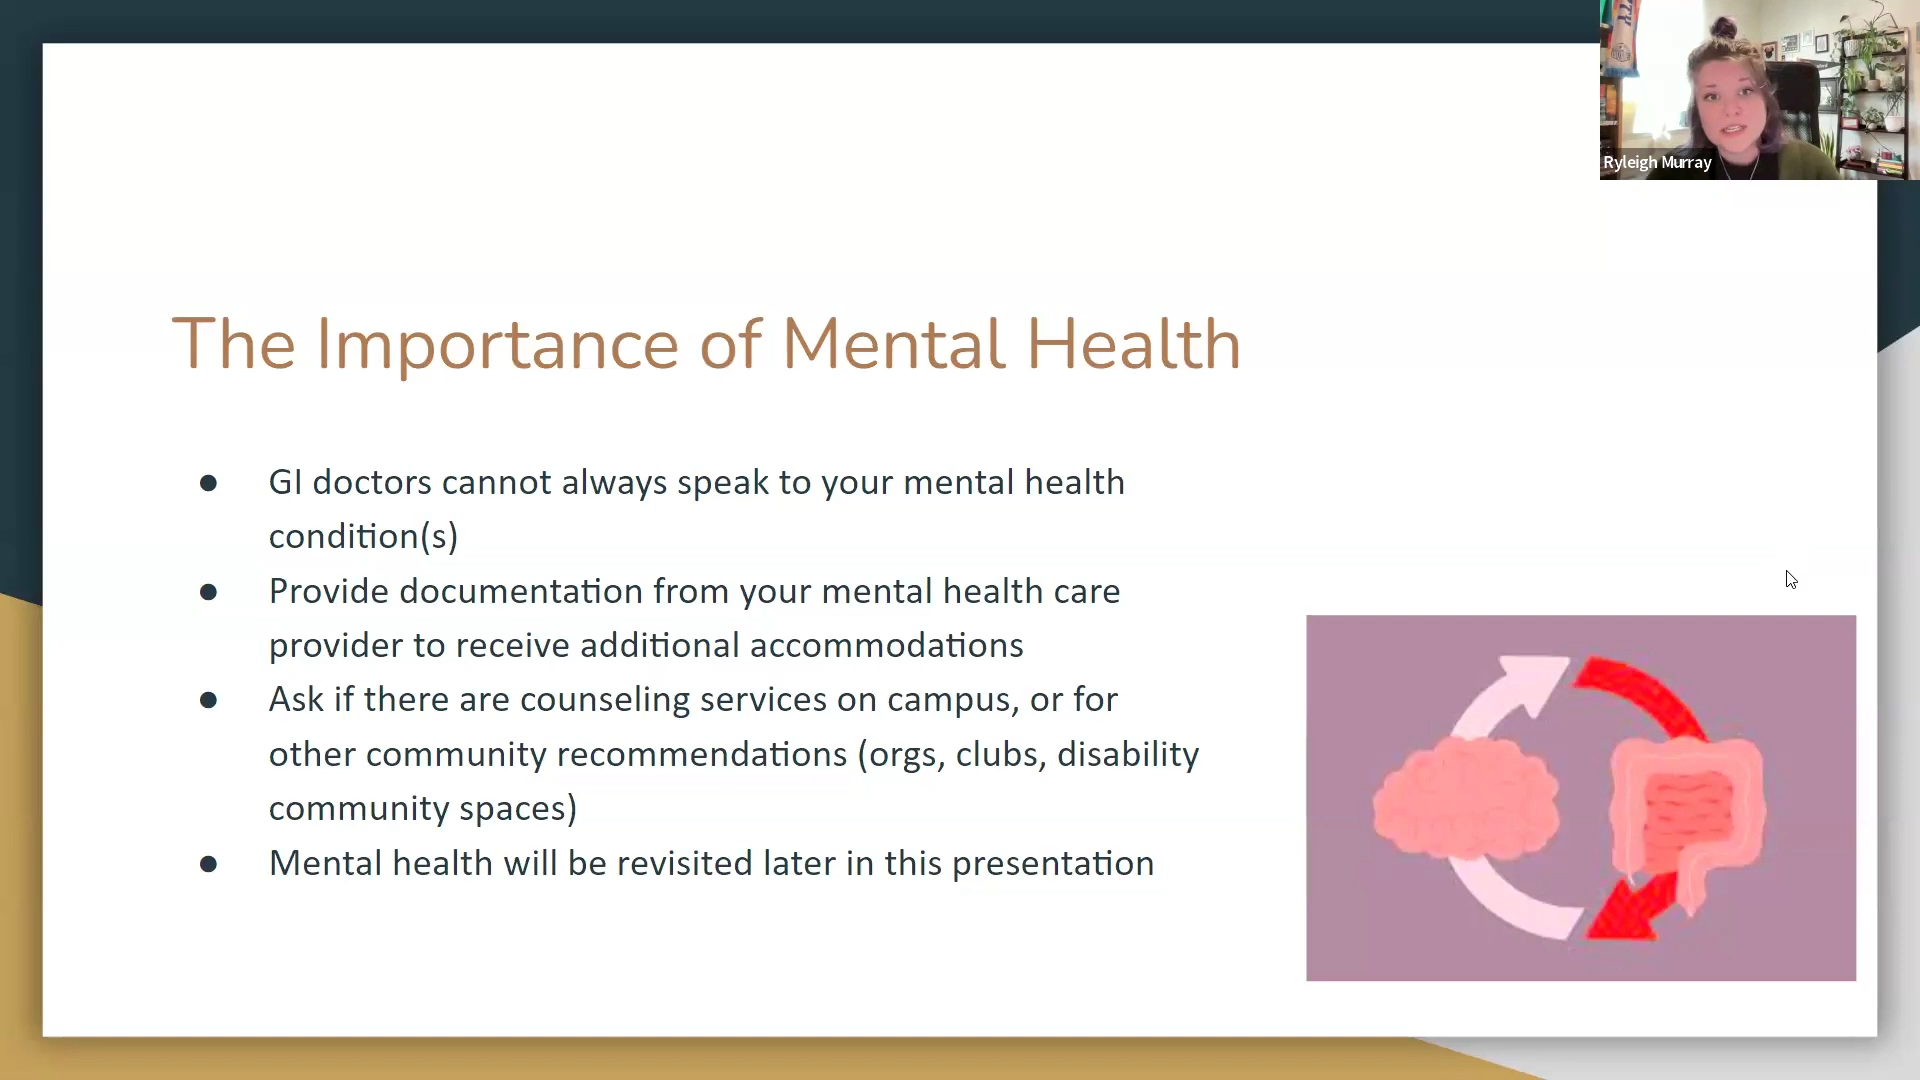 Ryleigh Murray
The Importance of Mental Health
● GI doctors cannot always speak to your mental health
condition(s)
● Provide documentation from your mental health care
provider to receive additional accommodations
● Ask if there are counseling services on campus, or for
other community recommendations (orgs, clubs, disability
community spaces)
● Mental health will be revisited later in this presentation